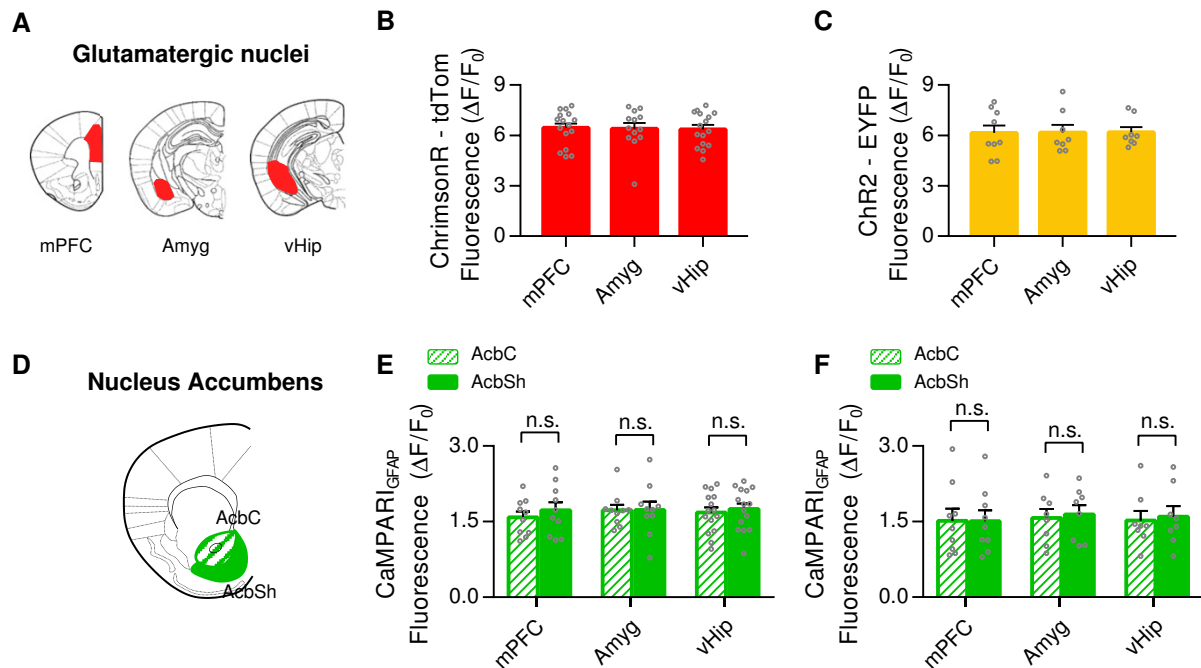 A
Glutamatergic nuclei
mPFC
Amyg
vHip
B
ChrimsonR - tdTom
Fluorescence (ΔF/F0)
9
6
3
0
mPFC
Amyg
vHip
C
ChR2 - EYFP
Fluorescence (ΔF/F0)
9
6
3
0
mPFC
Amyg
vHip
D
Nucleus Accumbens
AcbC
AcbSh
E
AcbC
AcbSh
CaMPARIGFAP
Fluorescence (ΔF/F0)
3.0
1.5
0.0
n.s.
n.s.
n.s.
mPFC
Amyg
vHip
F
AcbC
AcbSh
CaMPARIGFAP
Fluorescence (ΔF/F0)
3.0
1.5
0.0
n.s.
n.s.
n.s.
mPFC
Amyg
vHip